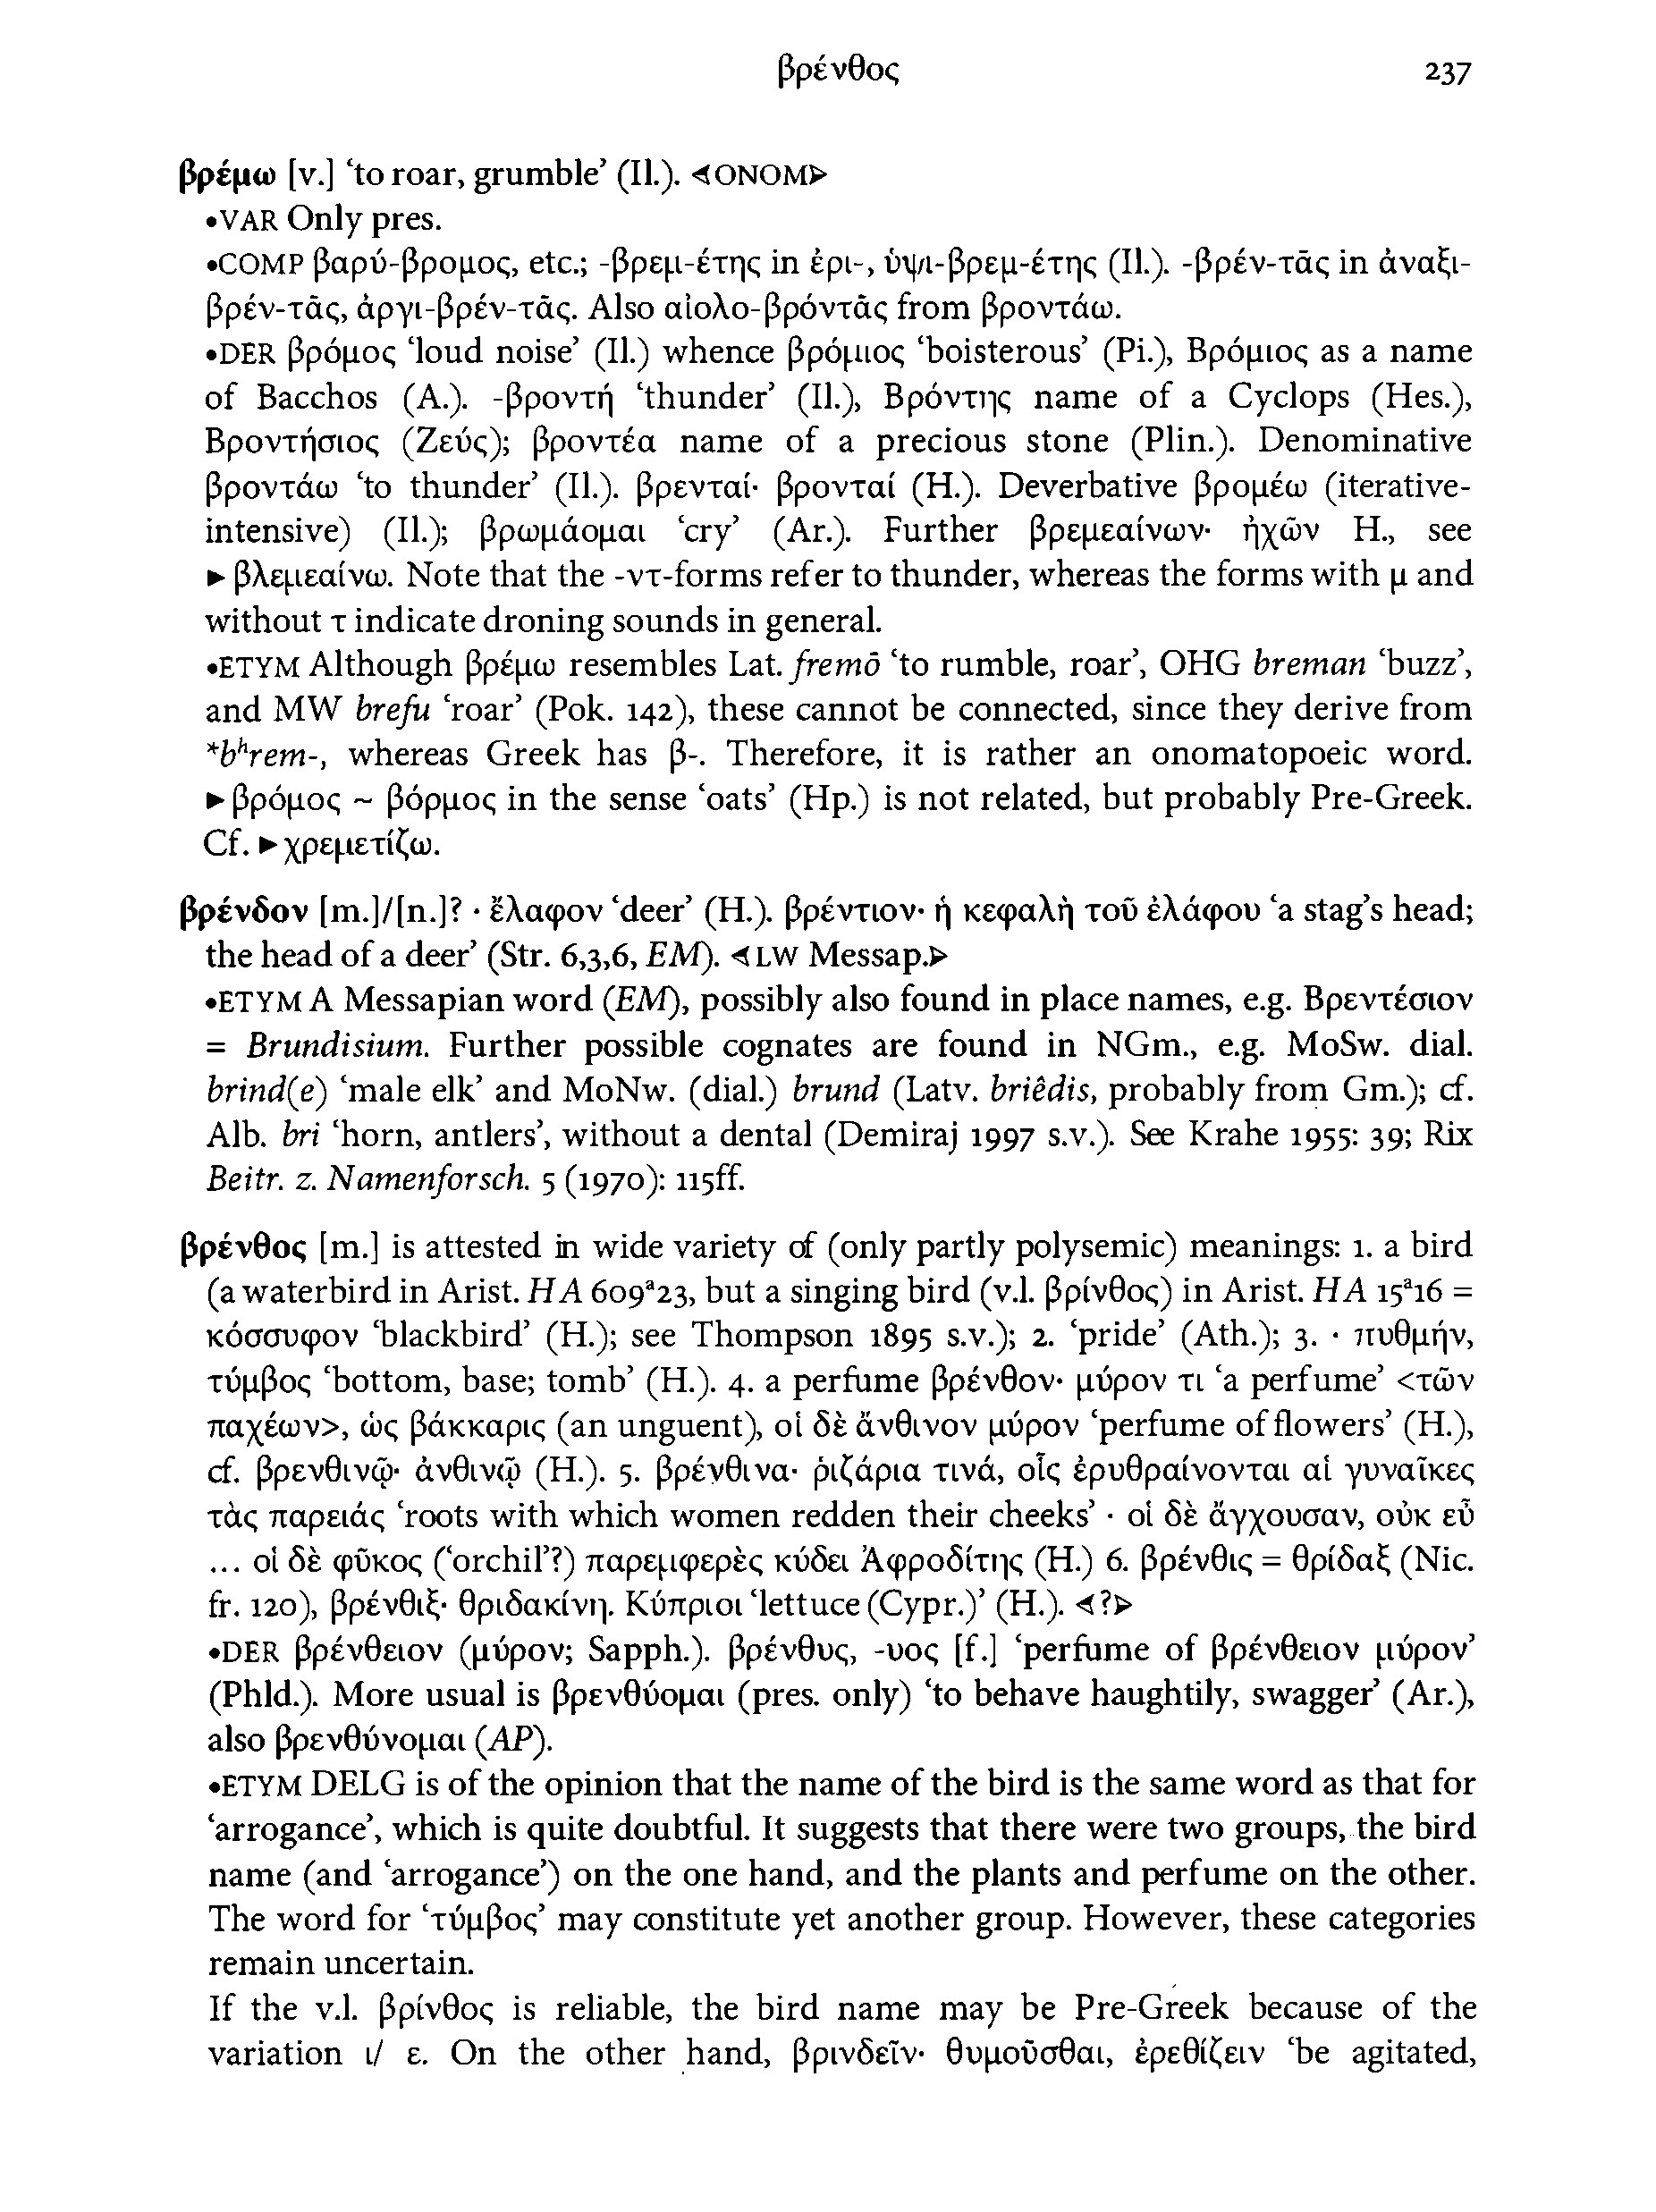 βρένθος 237
βρέμω [v.] ‘to roar, grumble’ (Il.). ⊲ONOM⊳
•VAR Only pres.
•COMP βαρύ-βρομος, etc.; -βρεμ-έτης in ἐρι-, ὑψι-βρεμ-έτης (Il.). -βρέν-τᾱς in ἀναξι-
βρέν-τᾱς, ἀργι-βρέν-τᾱς. Also αἰολο-βρόντᾱς from βροντάω.
•DER βρόμος ‘loud noise’ (Il.) whence βρόμιος ‘boisterous’ (Pi.), Βρόμιος as a name
of Bacchos (A.). -βροντή ‘thunder’ (Il.), Βρόντης name of a Cyclops (Hes.),
Βροντήσιος (Ζεύς); βροντέα name of a precious stone (Plin.). Denominative
βροντάω ‘to thunder’ (Il.). βρενταί· βρονταί (H.). Deverbative βρομέω (iterative-
intensive) (Il.); βρωμάομαι ‘cry’ (Ar.). Further βρεμεαίνων· ἠχῶν H., see
►βλεμεαίνω. Note that the -ντ-forms refer to thunder, whereas the forms with μ and
without τ indicate droning sounds in general.
•ETYM Although βρέμω resembles Lat. fremō ‘to rumble, roar’, OHG breman ‘buzz’,
and MW brefu ‘roar’ (Pok. 142), these cannot be connected, since they derive from
*bʰrem-, whereas Greek has β-. Therefore, it is rather an onomatopoeic word.
►βρόμος ~ βόρμος in the sense ‘oats’ (Hp.) is not related, but probably Pre-Greek.
Cf. ►χρεμετίζω.
βρένδον [m.]/[n.]? · ἔλαφον ‘deer’ (H.). βρέντιον· ἡ κεφαλὴ τοῦ ἐλάφου ‘a stag’s head;
the head of a deer’ (Str. 6,3,6, EM). ⊲LW Messap.⊳
•ETYM A Messapian word (EM), possibly also found in place names, e.g. Βρεντέσιον
= Brundisium. Further possible cognates are found in NGm., e.g. MoSw. dial.
brind(e) ‘male elk’ and MoNw. (dial.) brund (Latv. briêdis, probably from Gm.); cf.
Alb. bri ‘horn, antlers’, without a dental (Demiraj 1997 s.v.). See Krahe 1955: 39; Rix
Beitr. z. Namenforsch. 5 (1970): 115ff.
βρένθος [m.] is attested in wide variety of (only partly polysemic) meanings: 1. a bird
(a waterbird in Arist. HA 609ᵃ23, but a singing bird (v.l. βρίνθος) in Arist. HA 15ᵃ16 =
κόσσυφον ‘blackbird’ (H.); see Thompson 1895 s.v.); 2. ‘pride’ (Ath.); 3. · πυθμήν,
τύμβος ‘bottom, base; tomb’ (H.). 4. a perfume βρένθον· μύρον τι ‘a perfume’ <τῶν
παχέων>, ὡς βάκκαρις (an unguent), οἱ δὲ ἄνθινον μύρον ‘perfume of flowers’ (H.),
cf. βρενθινῷ· ἀνθινῷ (H.). 5. βρένθινα· ῥιζάρια τινά, οἷς ἐρυθραίνονται αἱ γυναῖκες
τὰς παρειάς ‘roots with which women redden their cheeks’ · οἱ δὲ ἄγχουσαν, οὐκ εὖ
... οἱ δὲ φῦκος (‘orchil’?) παρεμφερὲς κύδει Ἀφροδίτης (H.) 6. βρένθις = θρίδαξ (Nic.
fr. 120), βρένθιξ· θριδακίνη. Κύπριοι ‘lettuce (Cypr.)’ (H.). ⊲?⊳
•DER βρένθειον (μύρον; Sapph.). βρένθυς, -υος [f.] ‘perfume of βρένθειον μύρον’
(Phld.). More usual is βρενθύομαι (pres. only) ‘to behave haughtily, swagger’ (Ar.),
also βρενθύνομαι (AP).
•ETYM DELG is of the opinion that the name of the bird is the same word as that for
‘arrogance’, which is quite doubtful. It suggests that there were two groups, the bird
name (and ‘arrogance’) on the one hand, and the plants and perfume on the other.
The word for ‘τύμβος’ may constitute yet another group. However, these categories
remain uncertain.
If the v.l. βρίνθος is reliable, the bird name may be Pre-Greek because of the
variation ι/ ε. On the other hand, βρινδεῖν· θυμοῦσθαι, ἐρεθίζειν ‘be agitated,